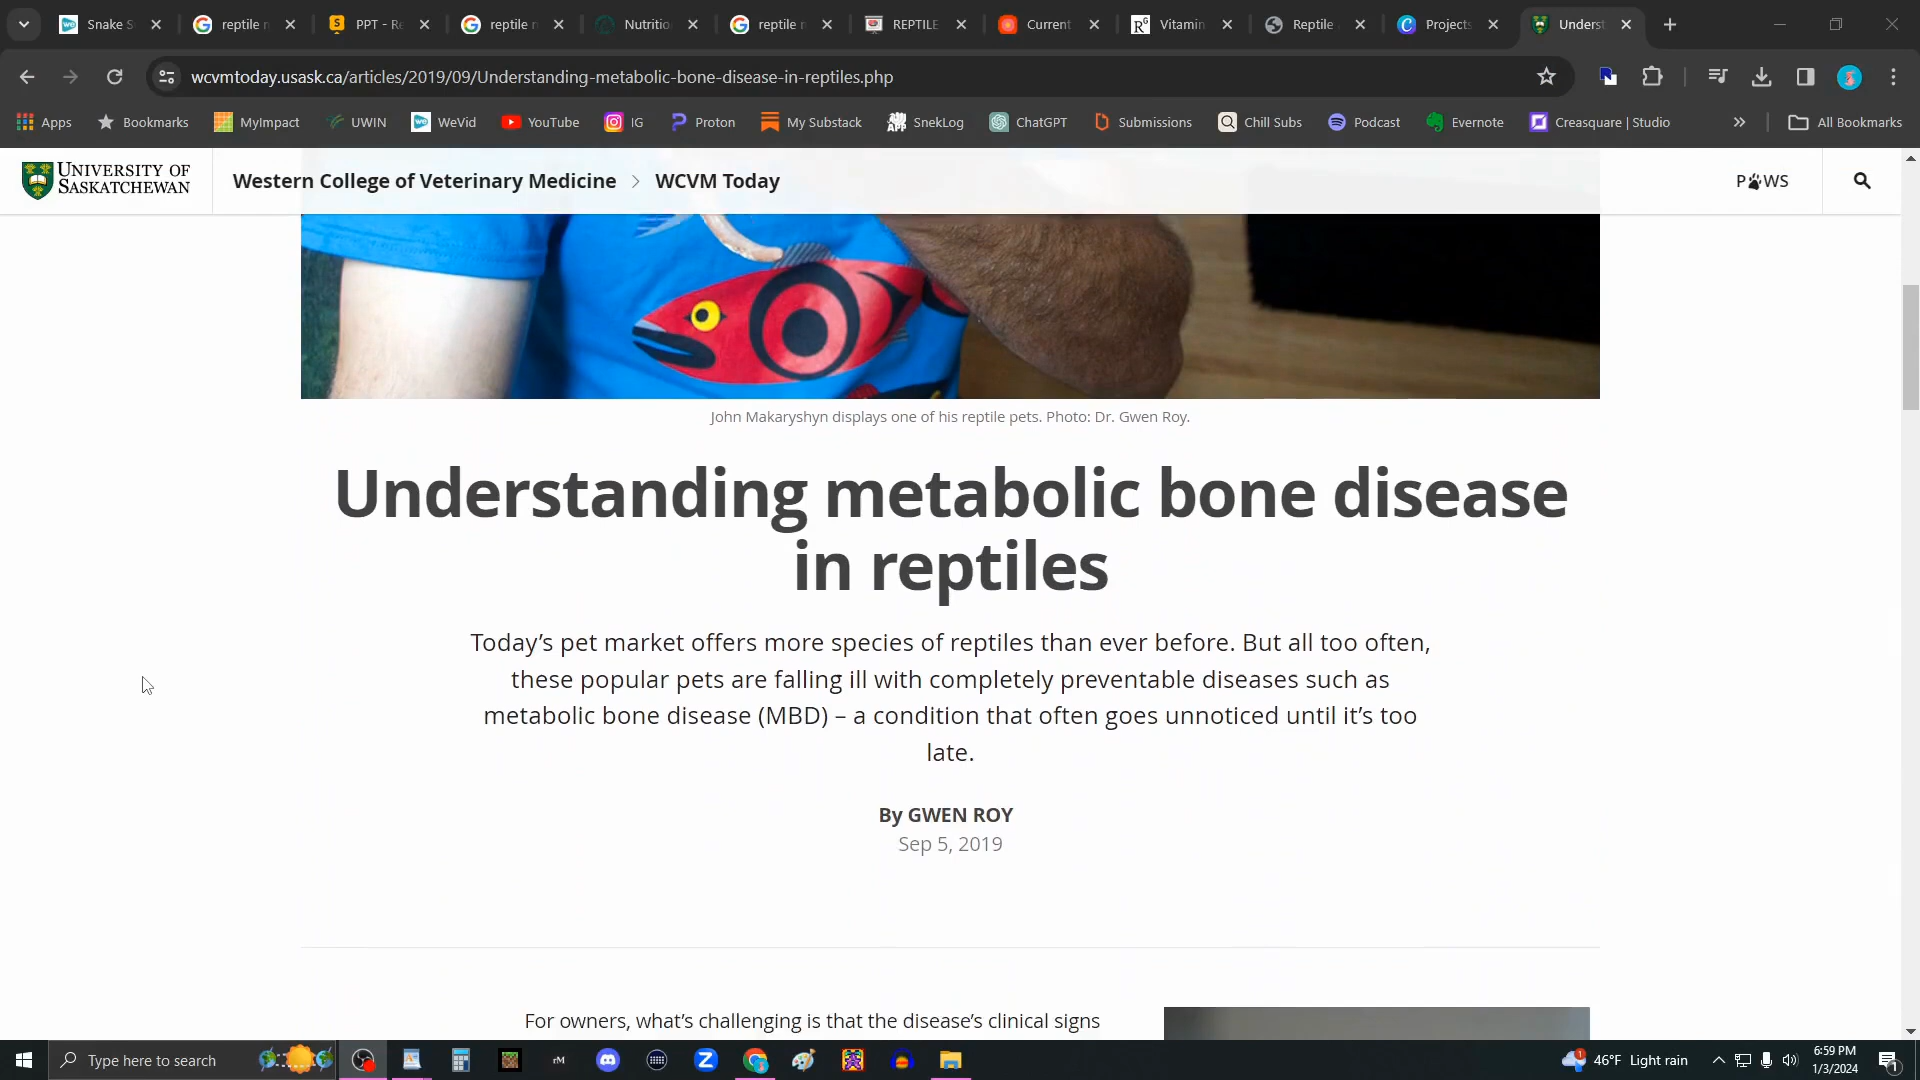 Snake S
reptile n
PPT - Re
reptile n
Nutritio
reptile n
REPTILE
Current
Vitamin
Reptile
Projects
Underst
wcvmtoday.usask.ca/articles/2019/09/Understanding-metabolic-bone-disease-in-reptiles.php
Apps
Bookmarks
MyImpact
UWIN
WeVid
YouTube
IG
Proton
My Substack
SnekLog
ChatGPT
Submissions
Chill Subs
Podcast
Evernote
Creasquare | Studio
All Bookmarks
UNIVERSITY OF
SASKATCHEWAN
Western College of Veterinary Medicine > WCVM Today
PAWS
John Makaryshyn displays one of his reptile pets. Photo: Dr. Gwen Roy.
Understanding metabolic bone disease
in reptiles
Today’s pet market offers more species of reptiles than ever before. But all too often,
these popular pets are falling ill with completely preventable diseases such as
metabolic bone disease (MBD) – a condition that often goes unnoticed until it’s too
late.
By GWEN ROY
Sep 5, 2019
For owners, what’s challenging is that the disease’s clinical signs
Type here to search
46°F Light rain
6:59 PM
1/3/2024